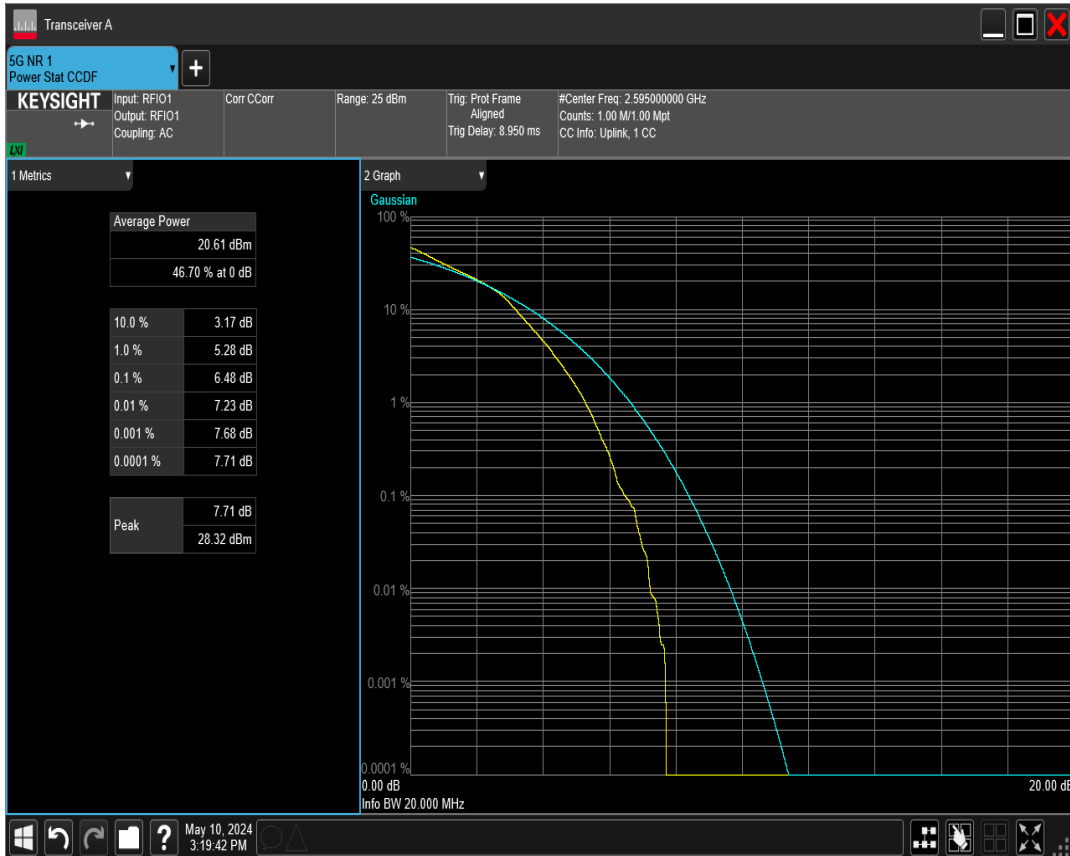 Transceiver A
5G NR 1
Power Stat CCDF
+
KEYSIGHT
LXI
Input: RFIO1
Output: RFIO1
Coupling: AC
Corr CCorr
Range: 25 dBm
Trig: Prot Frame
Aligned
Trig Delay: 8.950 ms
#Center Freq: 2.595000000 GHz
Counts: 1.00 M/1.00 Mpt
CC Info: Uplink, 1 CC
1 Metrics
Average Power
20.61 dBm
46.70 % at 0 dB
10.0 % 3.17 dB
1.0 % 5.28 dB
0.1 % 6.48 dB
0.01 % 7.23 dB
0.001 % 7.68 dB
0.0001 % 7.71 dB
Peak
7.71 dB
28.32 dBm
2 Graph
Gaussian
100 %
10 %
1 %
0.1 %
0.01 %
0.001 %
0.0001 %
0.00 dB 20.00 dB
Info BW 20.000 MHz
?
May 10, 2024
3:19:42 PM